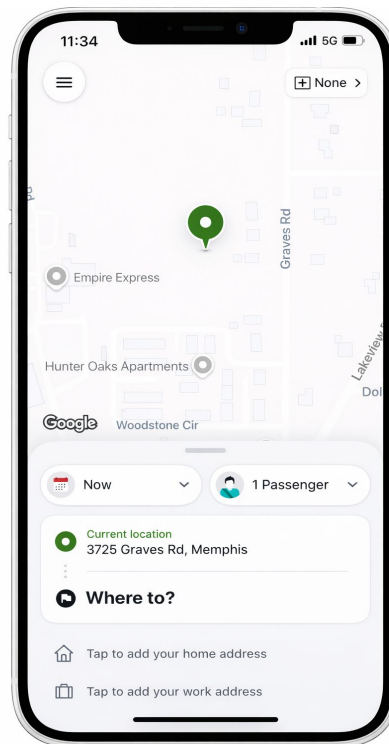 11:34
5G
None
Graves Rd
Empire Express
Hunter Oaks Apartments
Lakeview
Dol
Google
Woodstone Cir
Now
1 Passenger
Current location
3725 Graves Rd, Memphis
Where to?
Tap to add your home address
Tap to add your work address